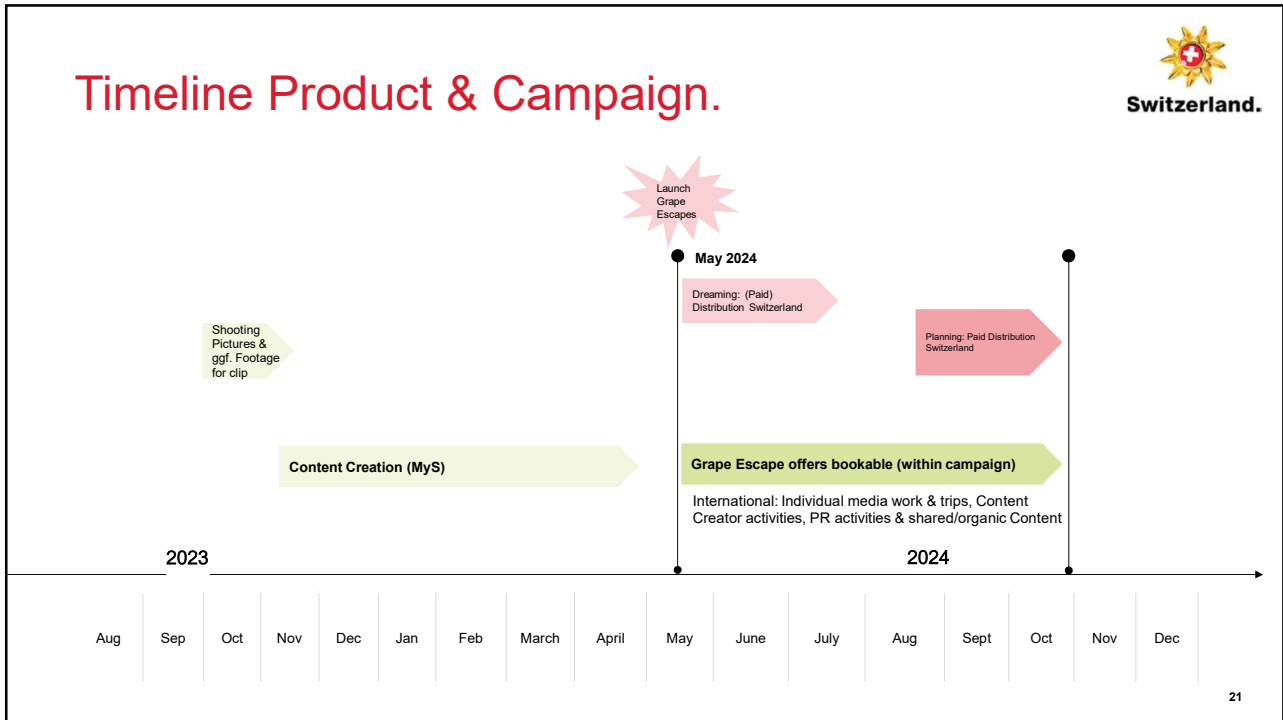 Timeline Product & Campaign.
Switzerland.
Launch
Grape
Escapes
May 2024
Dreaming: (Paid)
Distribution Switzerland
Shooting
Pictures &
ggf. Footage
for clip
Planning: Paid Distribution
Switzerland
Content Creation (MyS)
Grape Escape offers bookable (within campaign)
International: Individual media work & trips, Content
Creator activities, PR activities & shared/organic Content
2023
2024
Aug
Sep
Oct
Nov
Dec
Jan
Feb
March
April
May
June
July
Aug
Sept
Oct
Nov
Dec
21